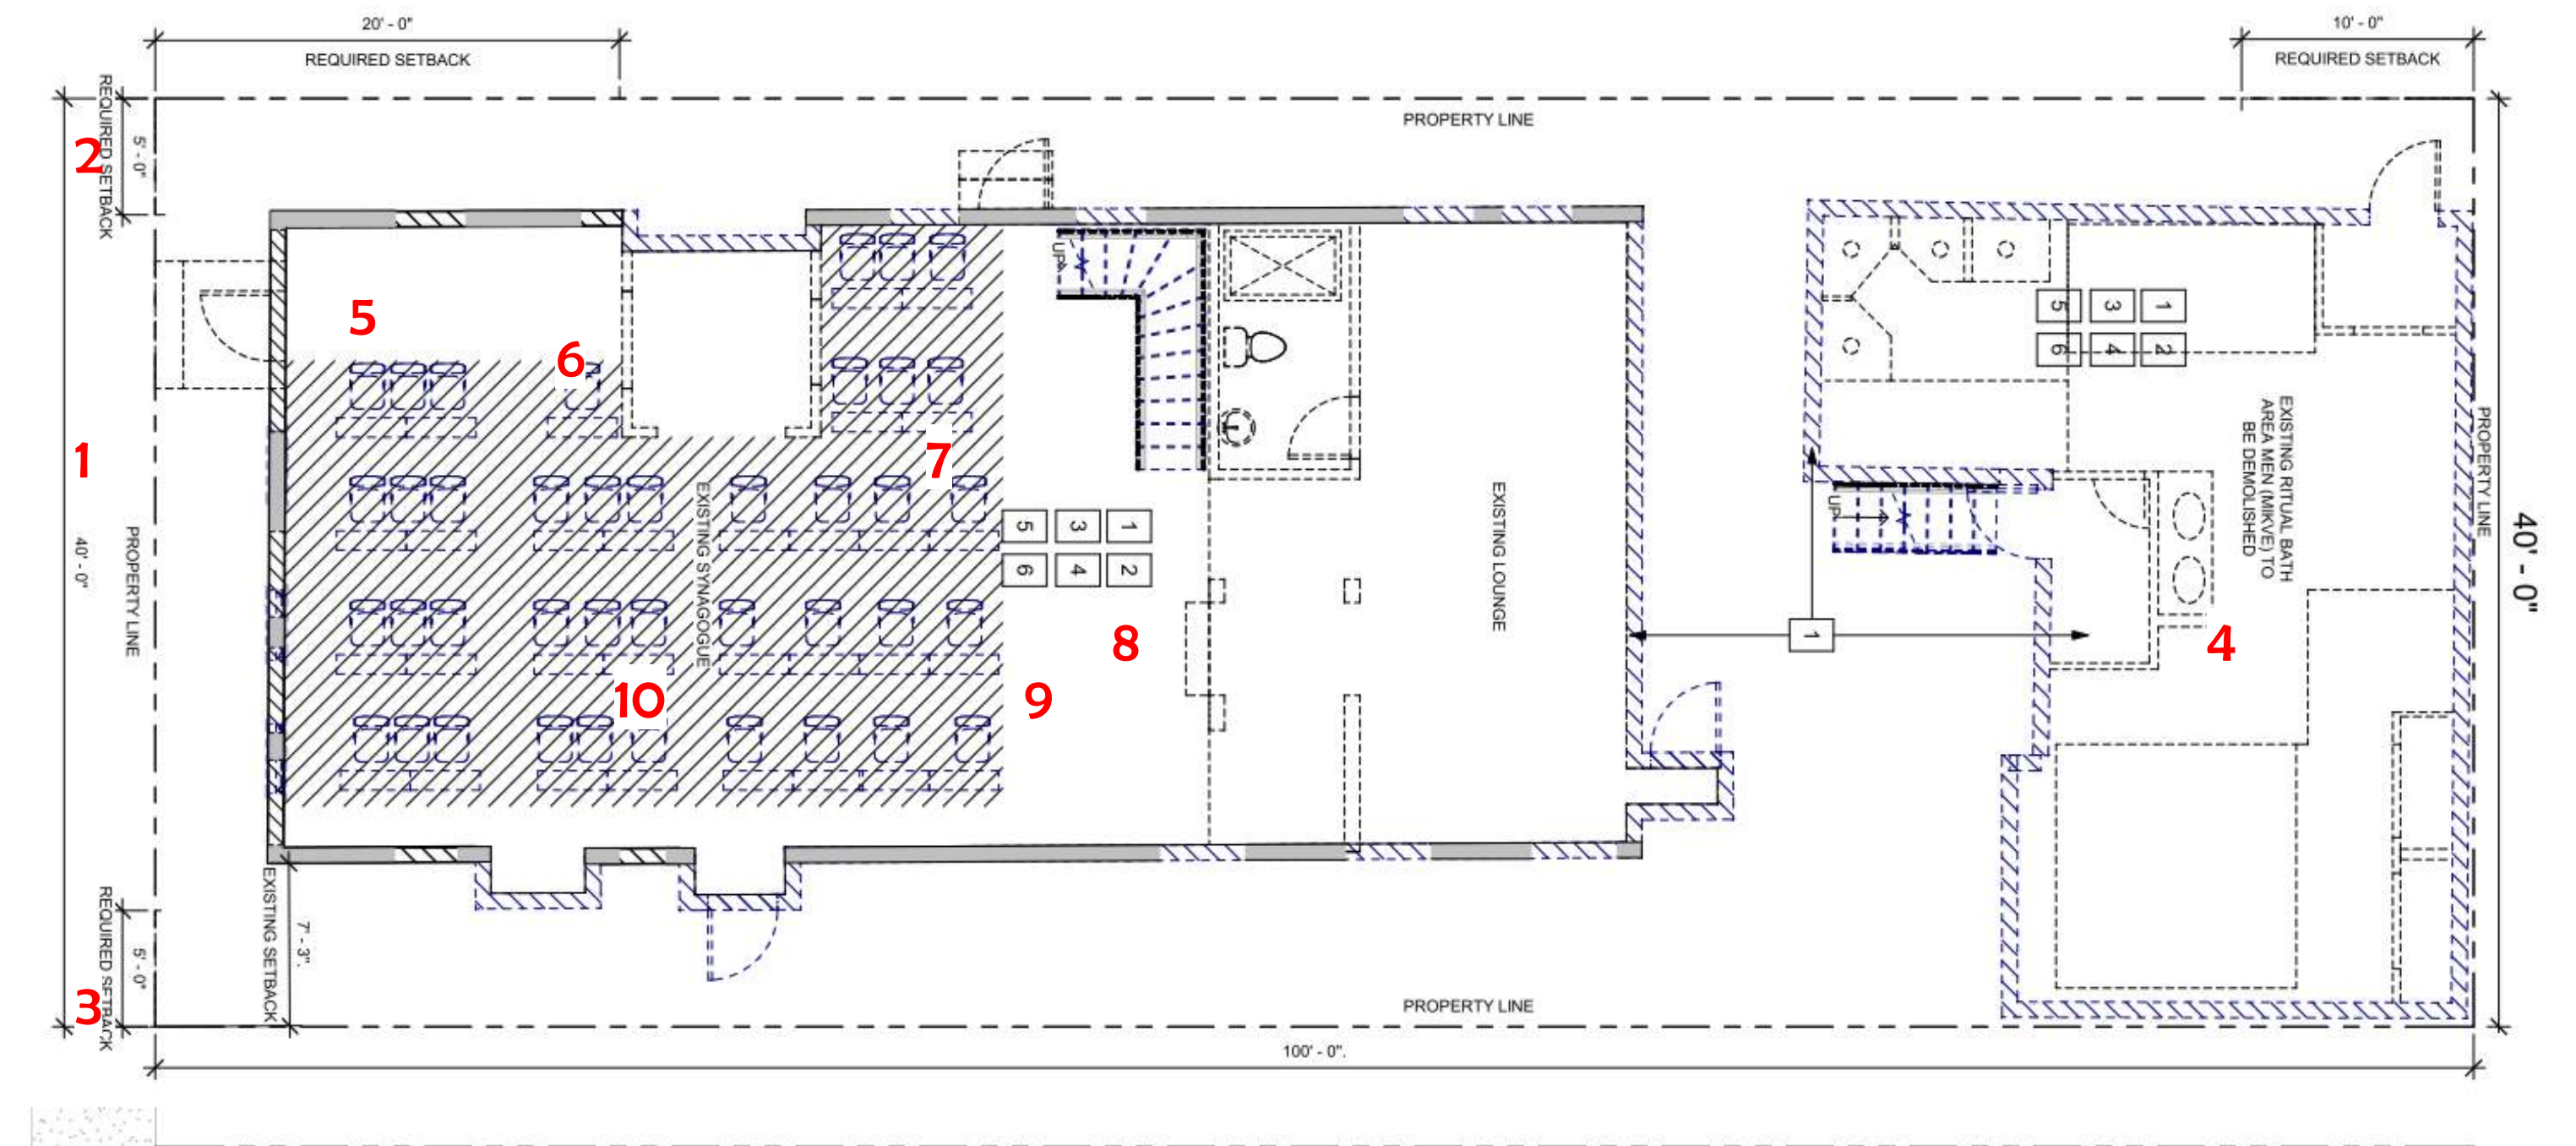 20' - 0"
REQUIRED SETBACK
10' - 0"
REQUIRED SETBACK
REQUIRED SETBACK
5' - 0"
2
PROPERTY LINE
5
6
UP
5 3 1
6 4 2
1
40' - 0"
PROPERTY LINE
7
EXISTING SYNAGOGUE
5 3 1
6 4 2
EXISTING LOUNGE
UP
EXISTING RITUAL BATH
AREA MEN (MIKVE) TO
BE DEMOLISHED
PROPERTY LINE
40' - 0"
8
1
4
9
10
EXISTING SETBACK
7' - 3".
REQUIRED SETBACK
5' - 0"
3
PROPERTY LINE
100' - 0".